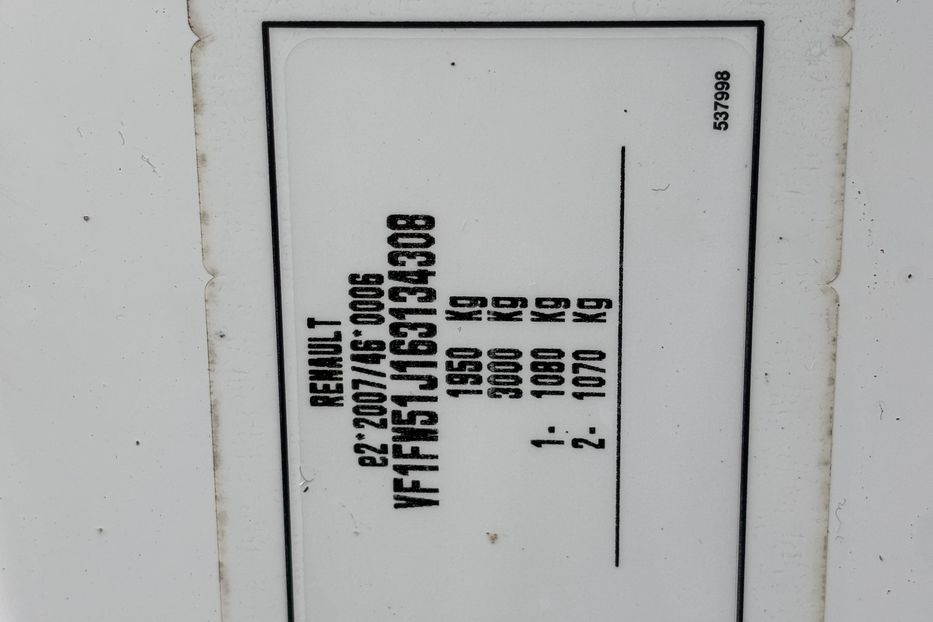 RENAULT
e2*2007/46*0006
VF1FW51J163134308
1950 Kg
3000 Kg
1- 1080 Kg
2- 1070 Kg
537998